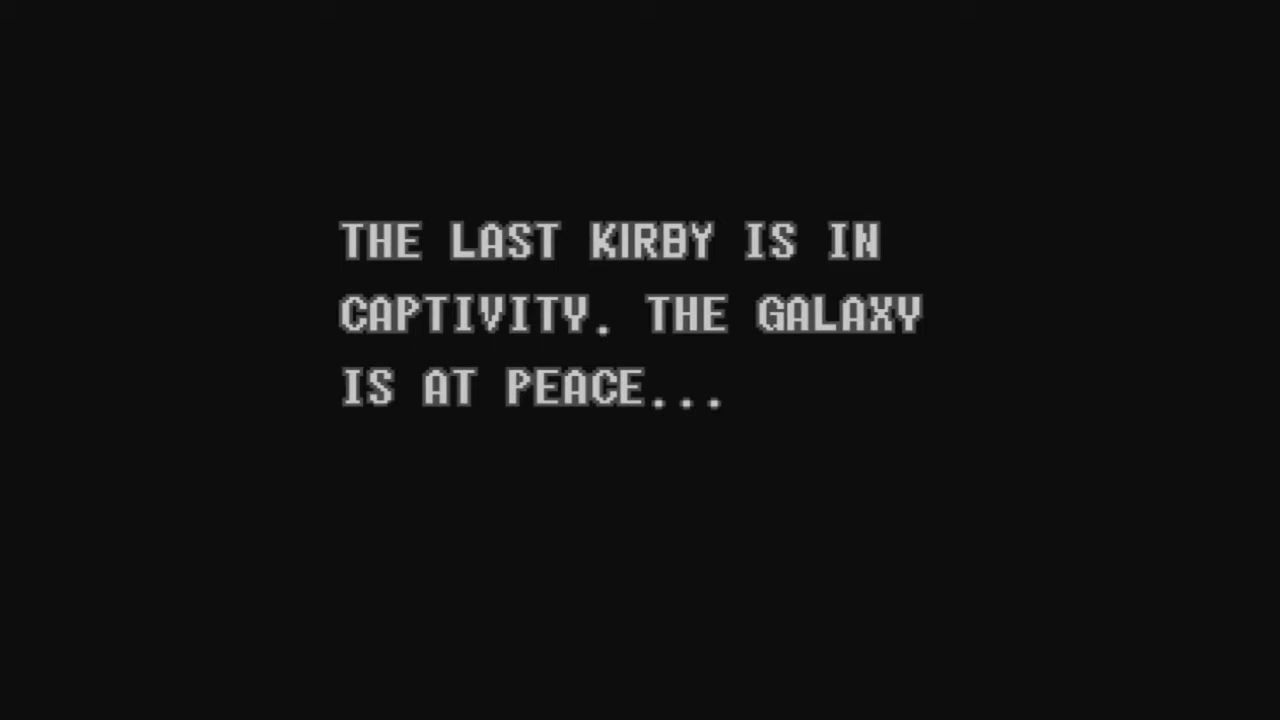 THE LAST KIRBY IS IN
CAPTIVITY. THE GALAXY
IS AT PEACE...